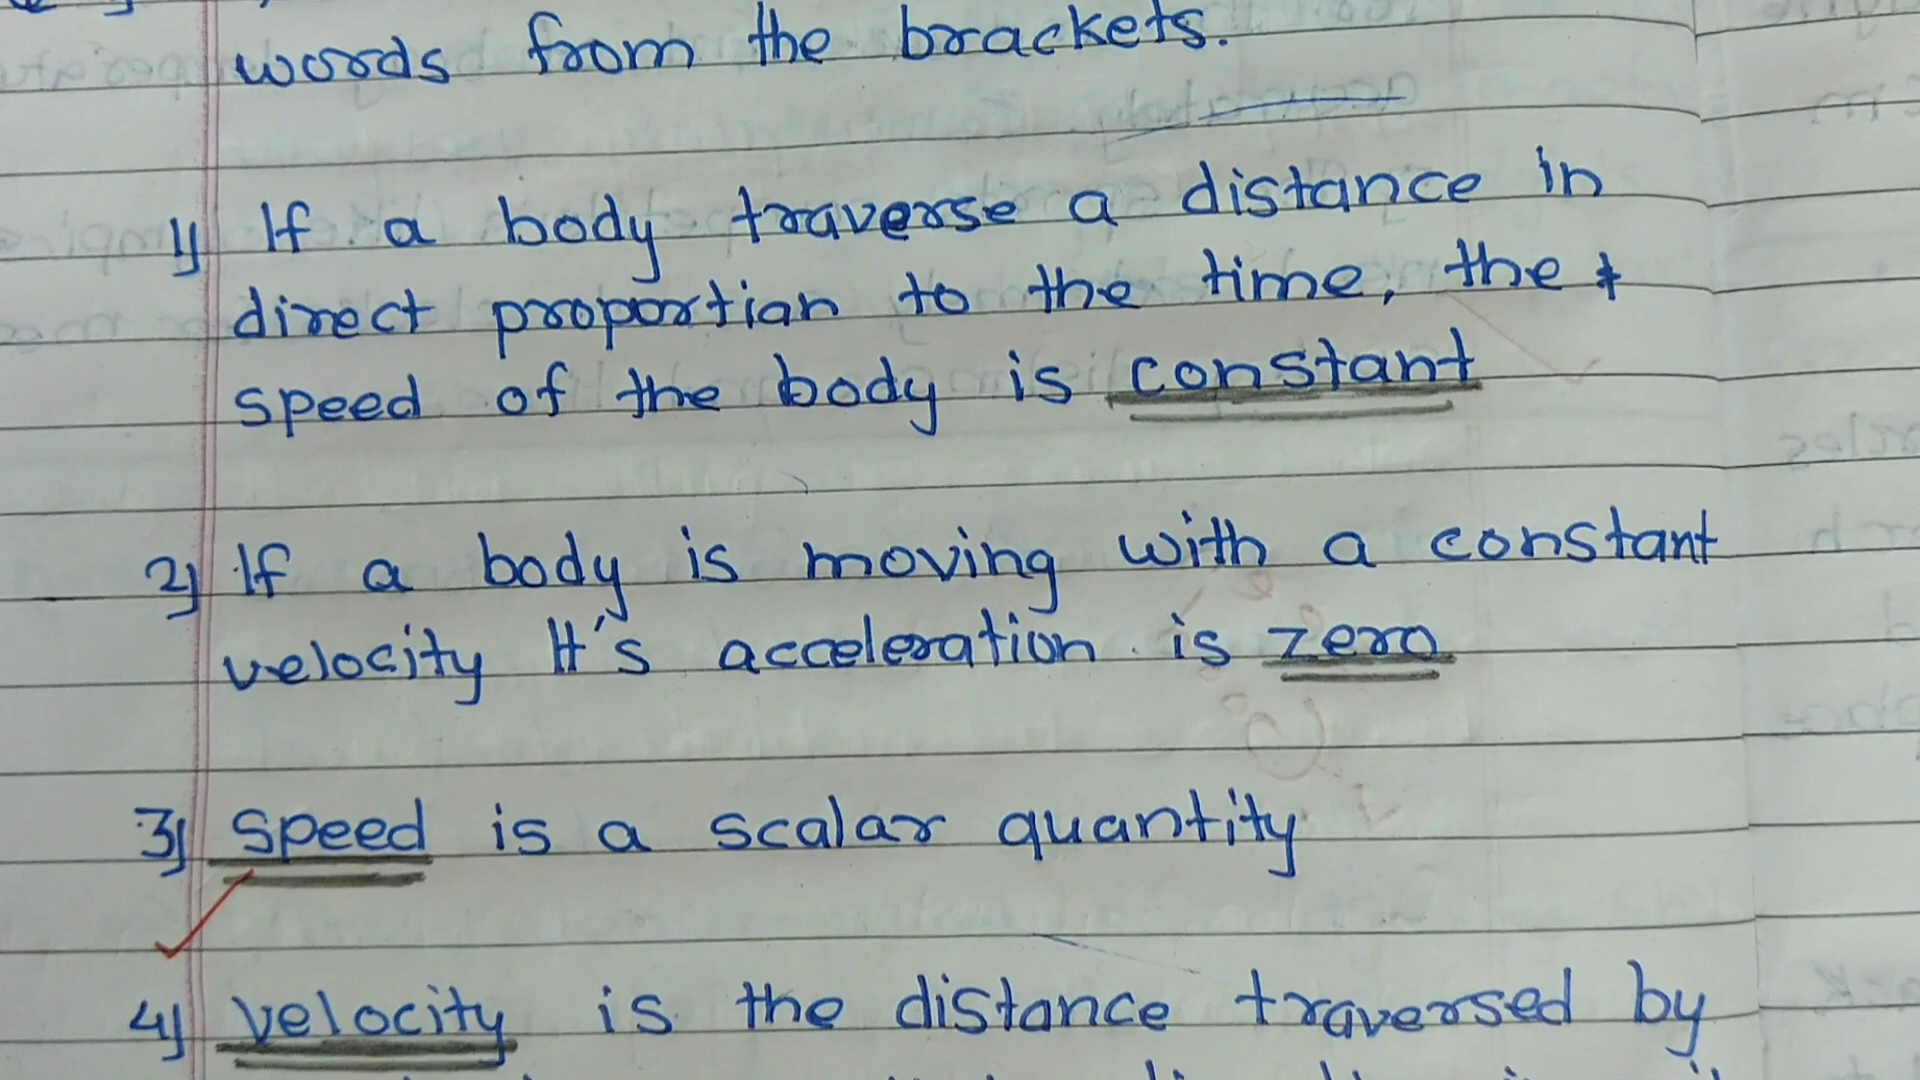 words from the brackets.
1) If a body traverse a distance in
direct proportian to the time, the
speed of the body is constant
2) If a body is moving with a constant
velocity It's acceleration is zero
3) speed is a scalar quantity
4) velocity is the distance traversed by